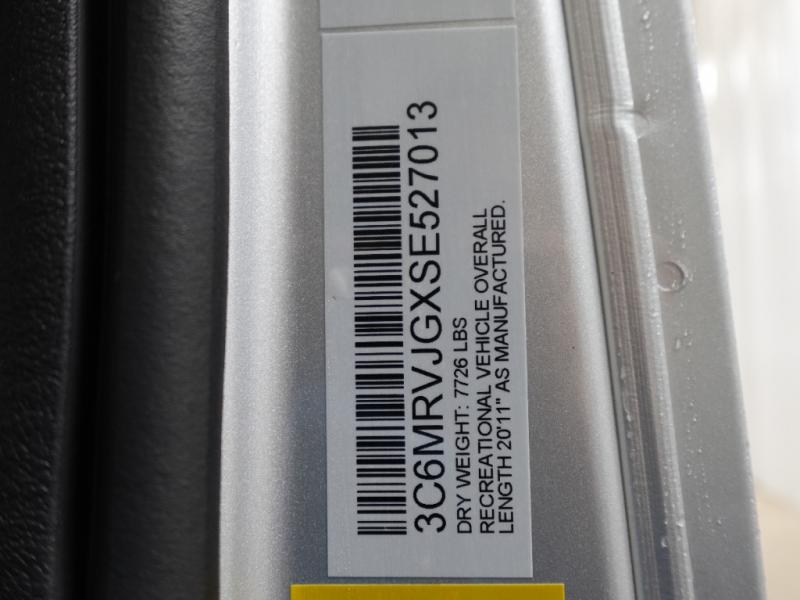 3C6MRVJGXSE527013
DRY WEIGHT: 7726 LBS
RECREATIONAL VEHICLE OVERALL
LENGTH 20'11" AS MANUFACTURED.